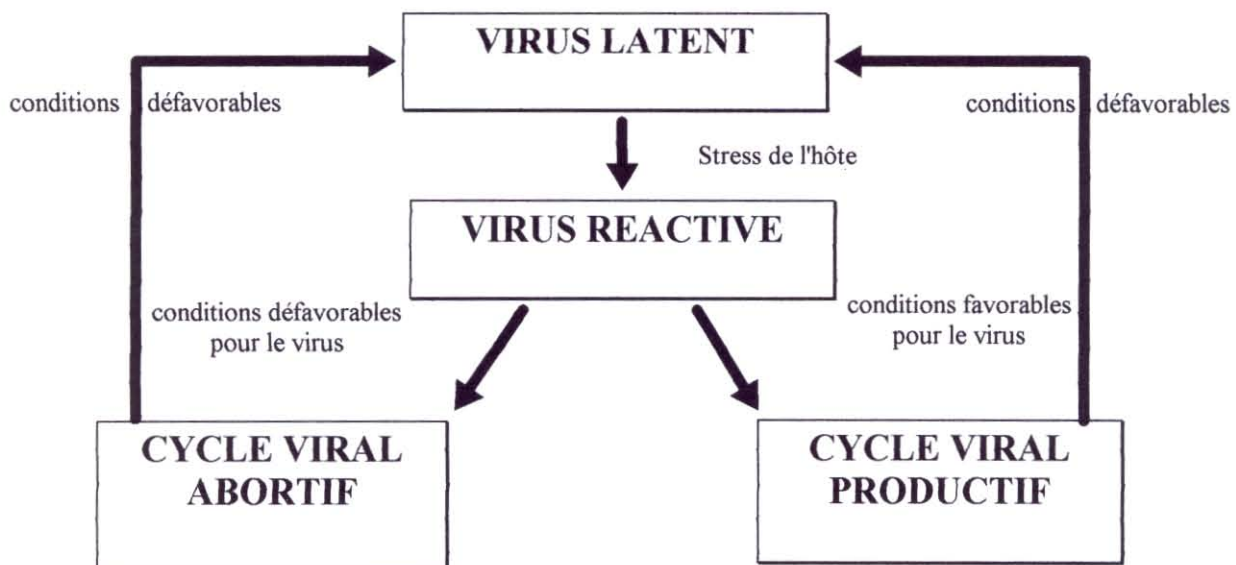 VIRUS LATENT
conditions défavorables
conditions défavorables
Stress de l'hôte
VIRUS REACTIVE
conditions défavorables
pour le virus
conditions favorables
pour le virus
CYCLE VIRAL
ABORTIF
CYCLE VIRAL
PRODUCTIF